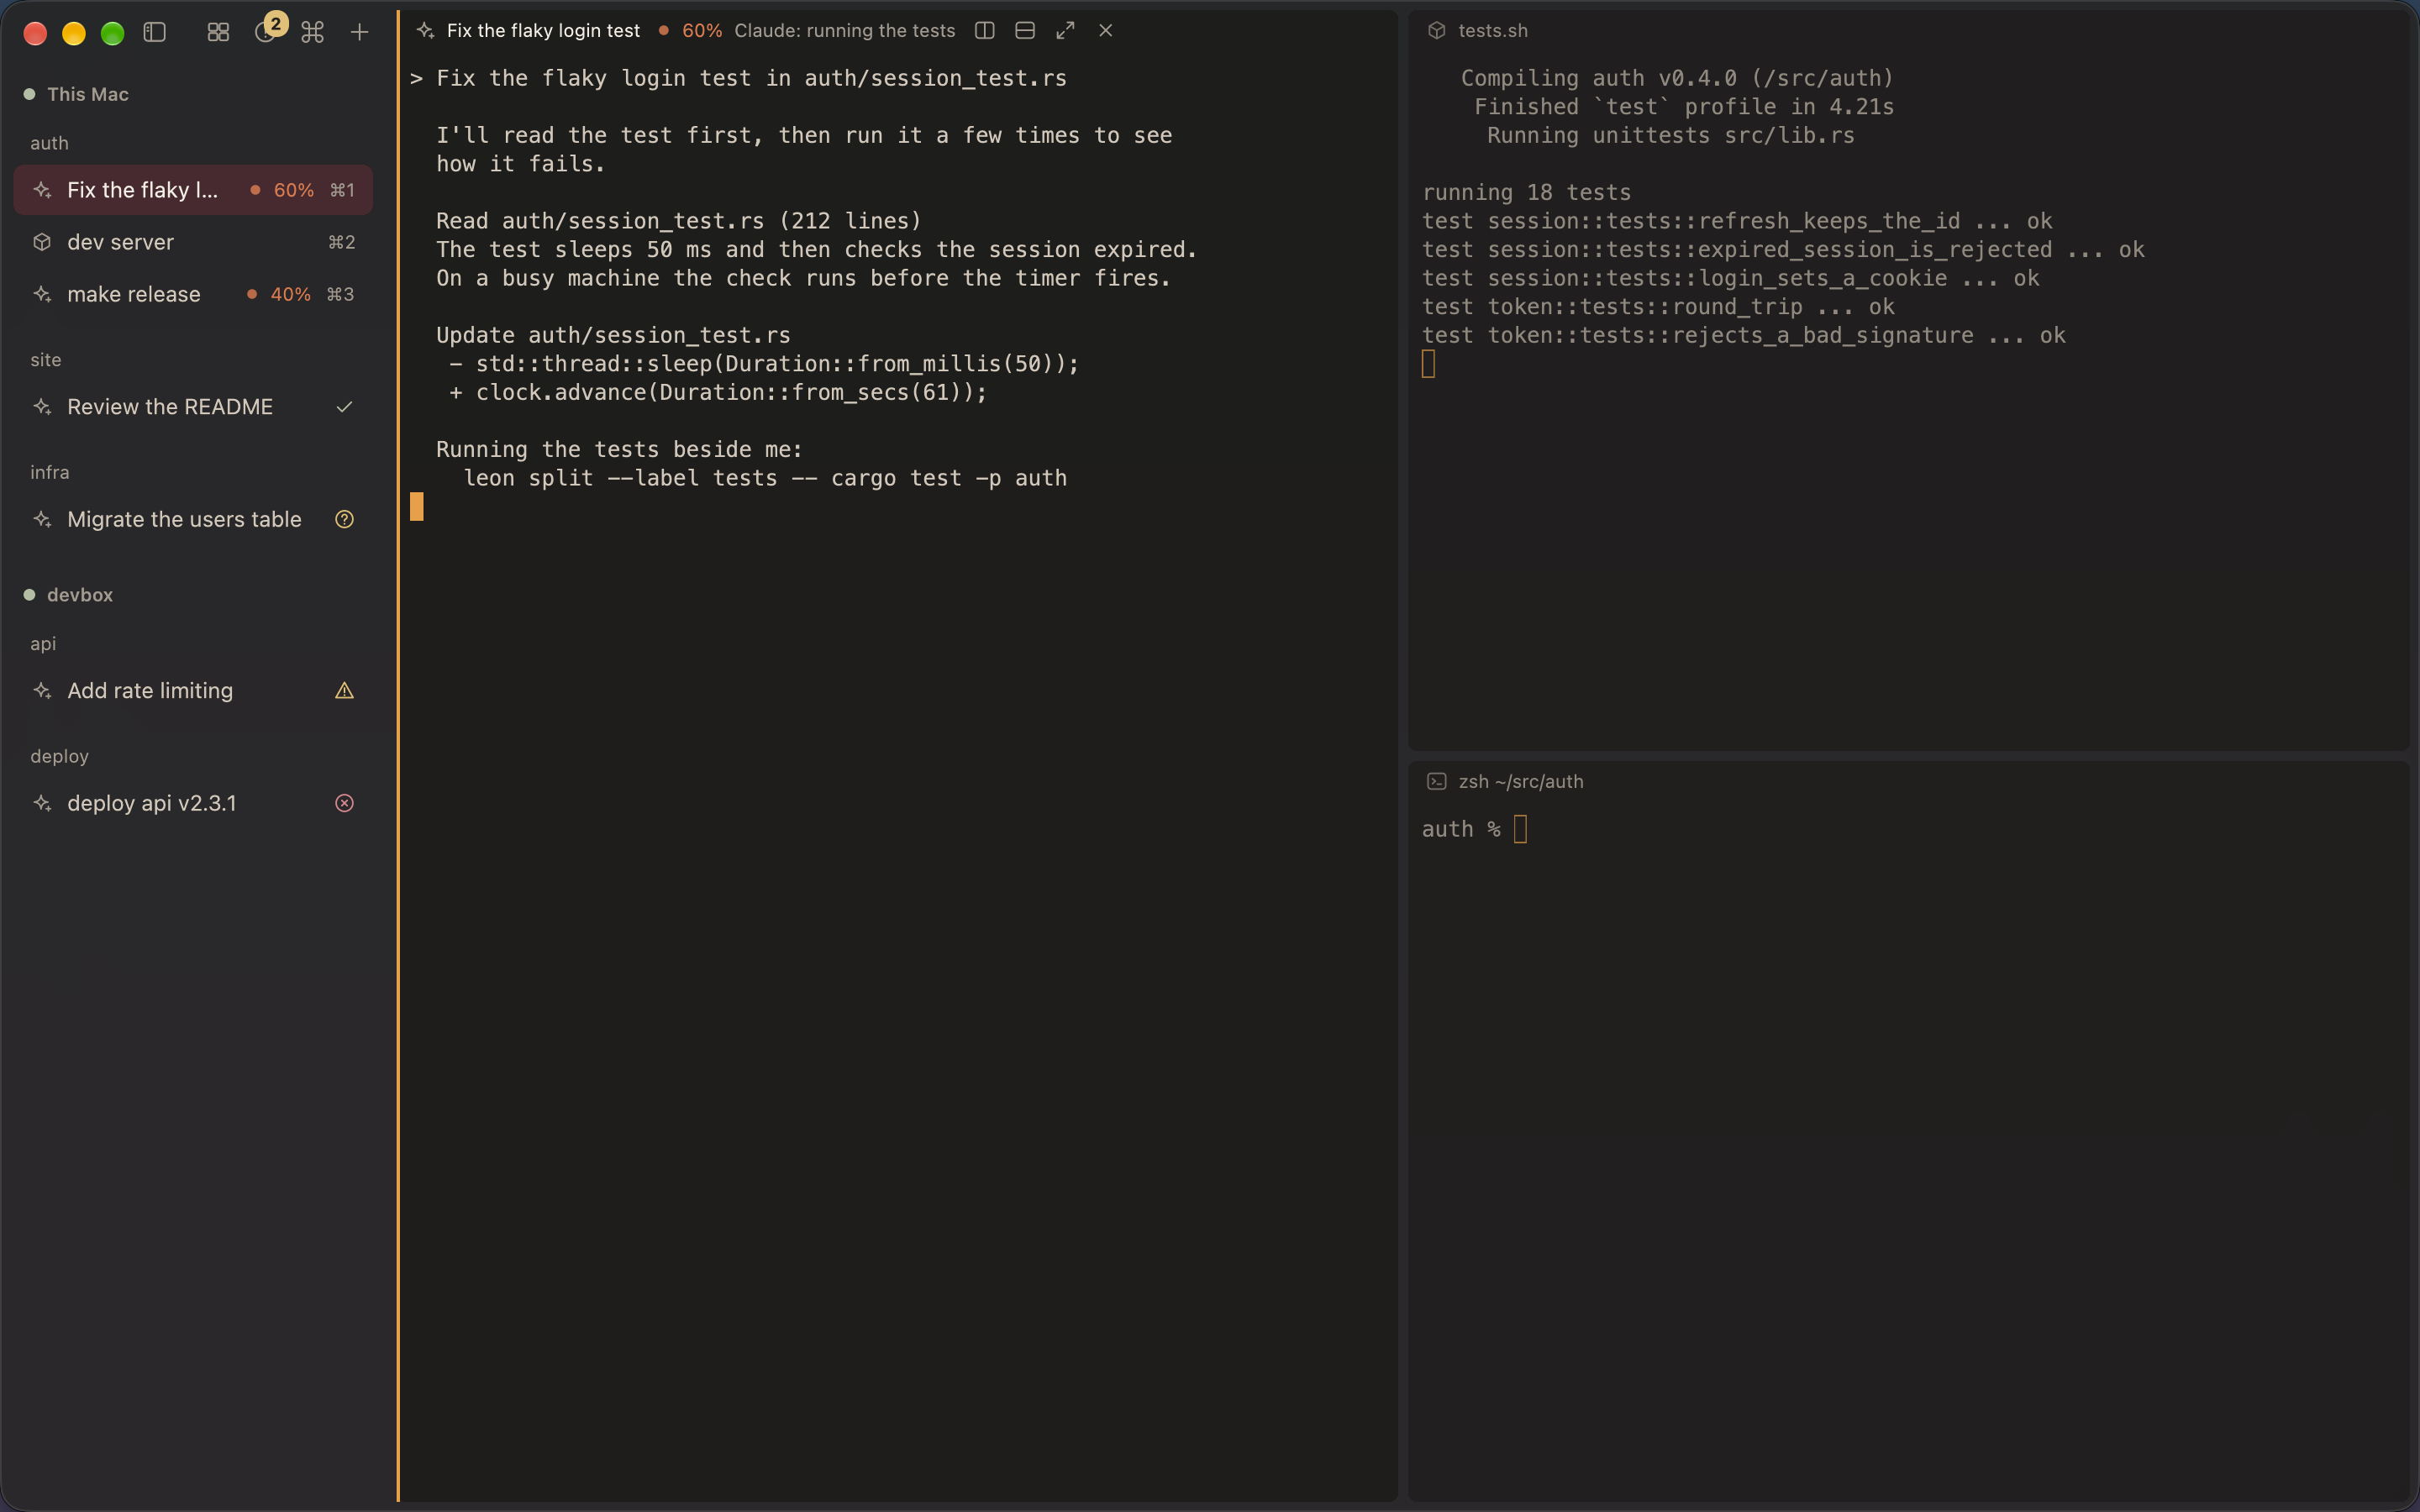 2
This Mac
auth
Fix the flaky l... 60% ⌘1
dev server ⌘2
make release 40% ⌘3
site
Review the README
infra
Migrate the users table
devbox
api
Add rate limiting
deploy
deploy api v2.3.1
Fix the flaky login test 60% Claude: running the tests
> Fix the flaky login test in auth/session_test.rs
I'll read the test first, then run it a few times to see
how it fails.
Read auth/session_test.rs (212 lines)
The test sleeps 50 ms and then checks the session expired.
On a busy machine the check runs before the timer fires.
Update auth/session_test.rs
- std::thread::sleep(Duration::from_millis(50));
+ clock.advance(Duration::from_secs(61));
Running the tests beside me:
leon split --label tests -- cargo test -p auth
tests.sh
Compiling auth v0.4.0 (/src/auth)
Finished `test` profile in 4.21s
Running unittests src/lib.rs
running 18 tests
test session::tests::refresh_keeps_the_id ... ok
test session::tests::expired_session_is_rejected ... ok
test session::tests::login_sets_a_cookie ... ok
test token::tests::round_trip ... ok
test token::tests::rejects_a_bad_signature ... ok
zsh ~/src/auth
auth %